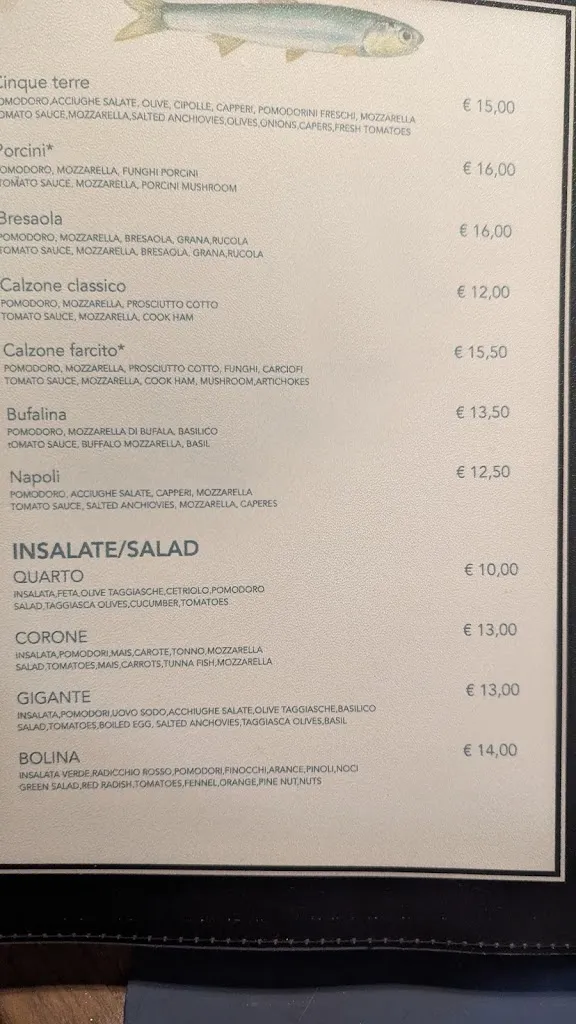 Cinque terre
€ 15,00
POMODORO,ACCIUGHE SALATE, OLIVE, CIPOLLE, CAPPERI, POMODORINI FRESCHI, MOZZARELLA
TOMATO SAUCE,MOZZARELLA,SALTED ANCHIOVIES,OLIVES,ONIONS,CAPERS,FRESH TOMATOES
Porcini*
€ 16,00
POMODORO, MOZZARELLA, FUNGHI PORCINI
TOMATO SAUCE, MOZZARELLA, PORCINI MUSHROOM
Bresaola
€ 16,00
POMODORO, MOZZARELLA, BRESAOLA, GRANA,RUCOLA
TOMATO SAUCE, MOZZARELLA, BRESAOLA, GRANA,RUCOLA
Calzone classico
€ 12,00
POMODORO, MOZZARELLA, PROSCIUTTO COTTO
TOMATO SAUCE, MOZZARELLA, COOK HAM
Calzone farcito*
€ 15,50
POMODORO, MOZZARELLA, PROSCIUTTO COTTO, FUNGHI, CARCIOFI
TOMATO SAUCE, MOZZARELLA, COOK HAM, MUSHROOM,ARTICHOKES
Bufalina
€ 13,50
POMODORO, MOZZARELLA DI BUFALA, BASILICO
tOMATO SAUCE, BUFFALO MOZZARELLA, BASIL
Napoli
€ 12,50
POMODORO, ACCIUGHE SALATE, CAPPERI, MOZZARELLA
TOMATO SAUCE, SALTED ANCHIOVIES, MOZZARELLA, CAPERES
INSALATE/SALAD
QUARTO
€ 10,00
INSALATA,FETA,OLIVE TAGGIASCHE,CETRIOLO,POMODORO
SALAD,TAGGIASCA OLIVES,CUCUMBER,TOMATOES
CORONE
€ 13,00
INSALATA,POMODORI,MAIS,CAROTE,TONNO,MOZZARELLA
SALAD,TOMATOES,MAIS,CARROTS,TUNNA FISH,MOZZARELLA
GIGANTE
€ 13,00
INSALATA,POMODORI,UOVO SODO,ACCHIUGHE SALATE,OLIVE TAGGIASCHE,BASILICO
SALAD,TOMATOES,BOILED EGG, SALTED ANCHOVIES,TAGGIASCA OLIVES,BASIL
BOLINA
€ 14,00
INSALATA VERDE,RADICCHIO ROSSO,POMODORI,FINOCCHI,ARANCE,PINOLI,NOCI
GREEN SALAD,RED RADISH,TOMATOES,FENNEL,ORANGE,PINE NUT,NUTS